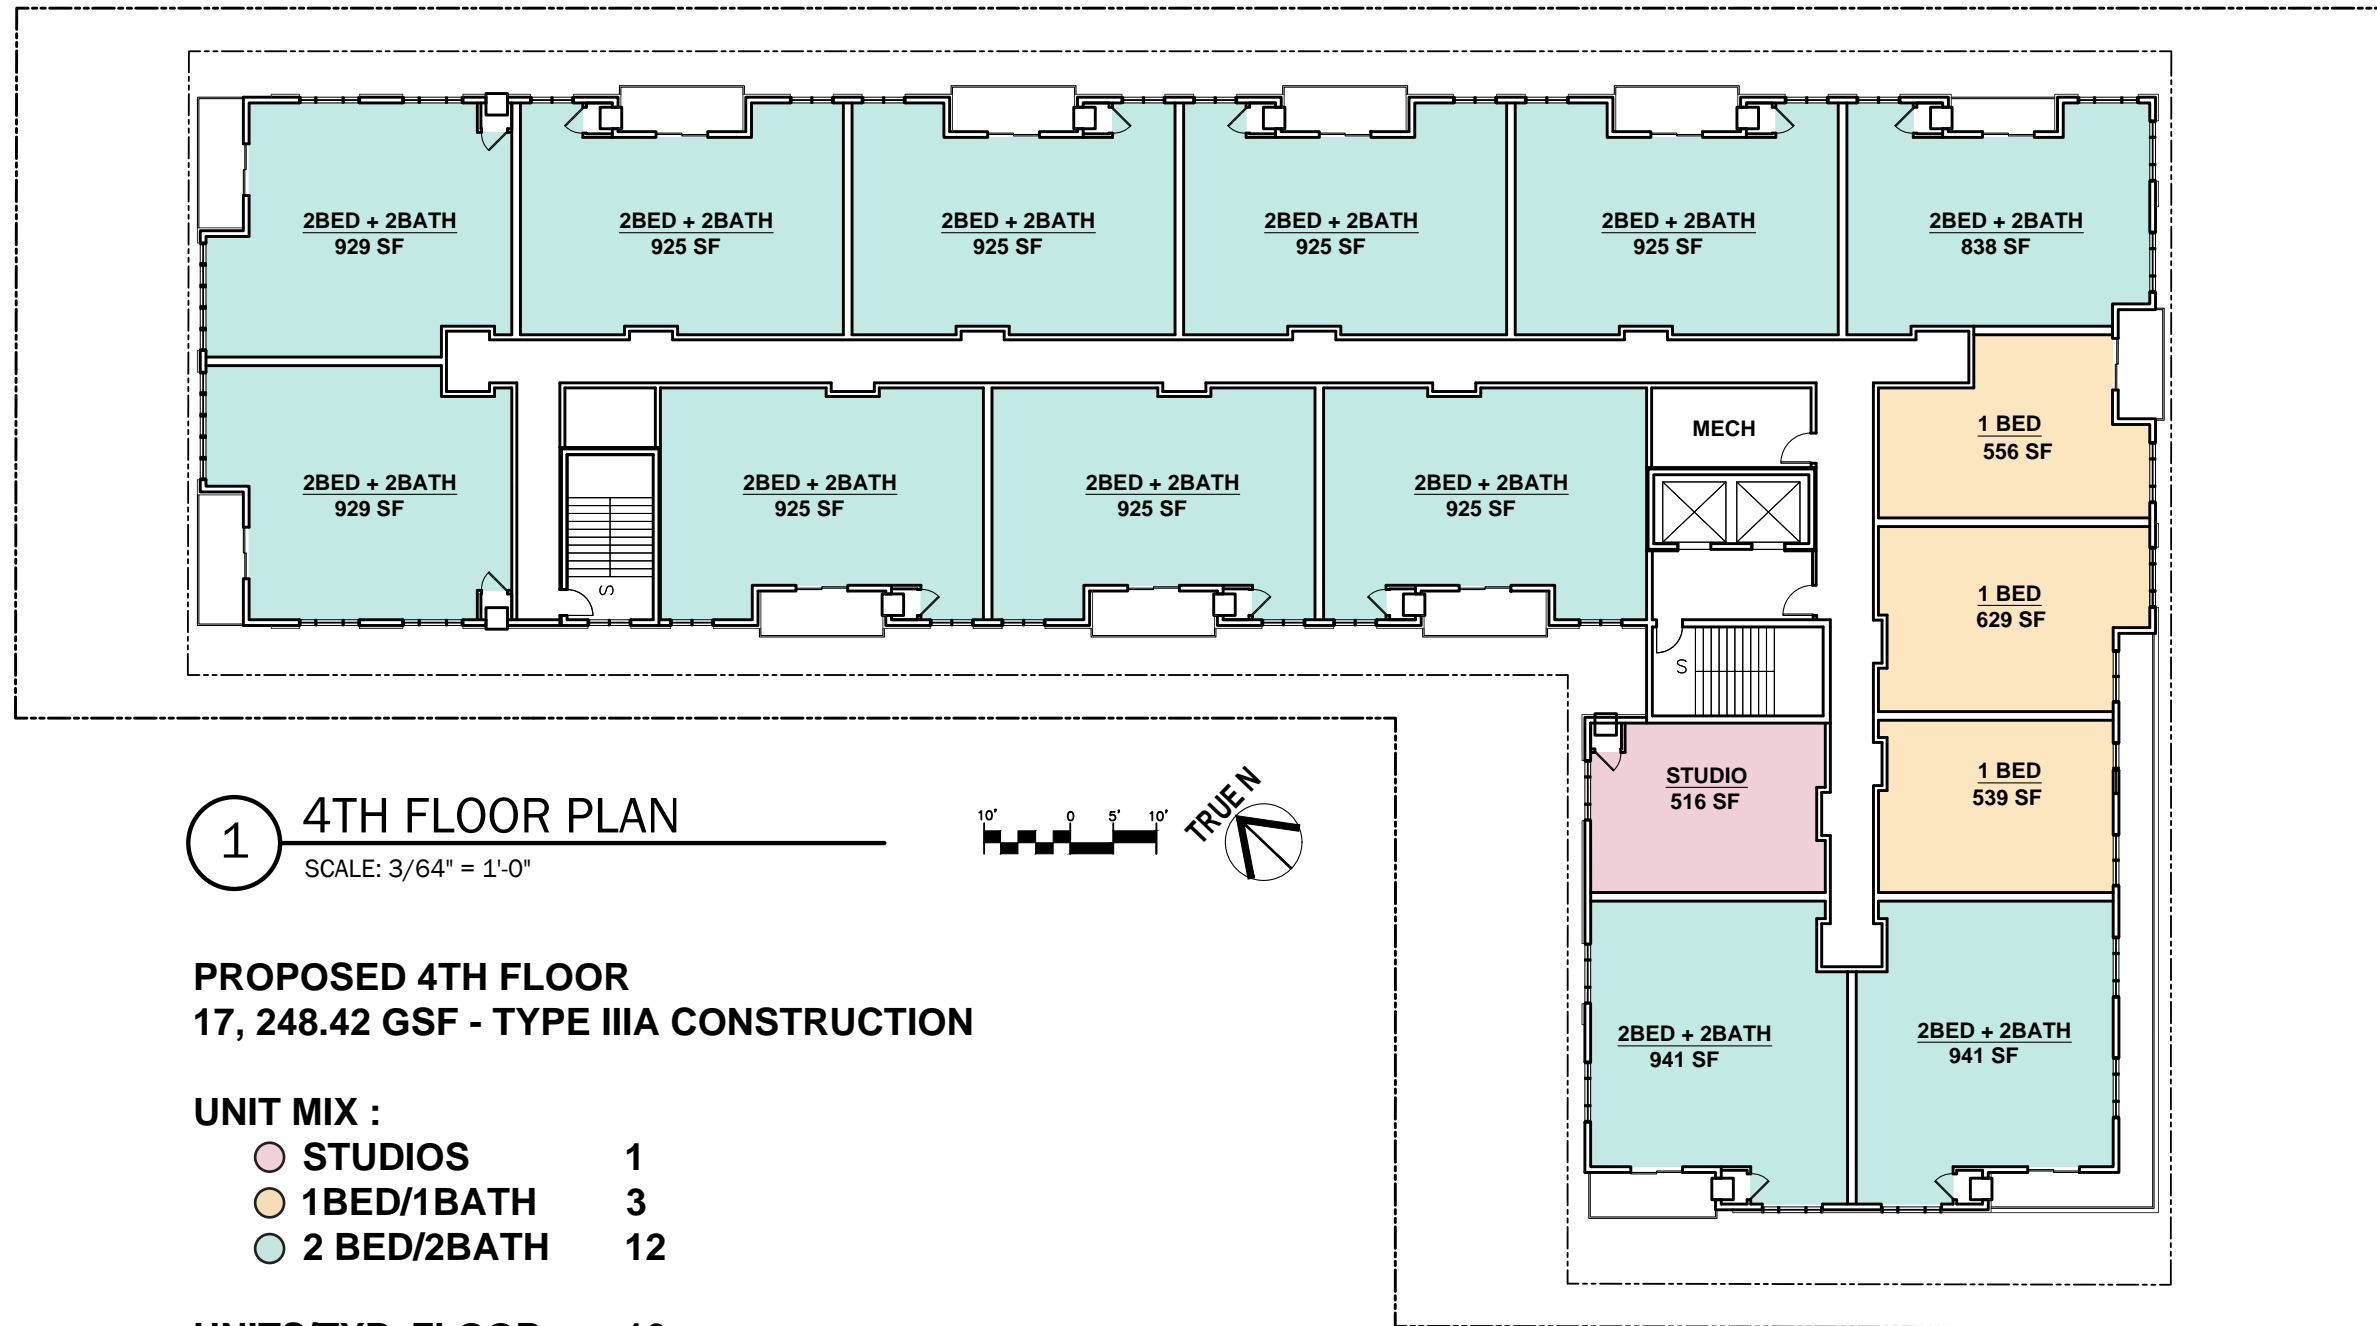 2BED + 2BATH
929 SF
2BED + 2BATH
925 SF
2BED + 2BATH
925 SF
2BED + 2BATH
925 SF
2BED + 2BATH
925 SF
2BED + 2BATH
838 SF
2BED + 2BATH
929 SF
S
2BED + 2BATH
925 SF
2BED + 2BATH
925 SF
2BED + 2BATH
925 SF
MECH
1 BED
556 SF
1 BED
629 SF
S
STUDIO
516 SF
1 BED
539 SF
2BED + 2BATH
941 SF
2BED + 2BATH
941 SF
1
4TH FLOOR PLAN
SCALE: 3/64" = 1'-0"
10' 0 5' 10'
TRUE N
PROPOSED 4TH FLOOR
17, 248.42 GSF - TYPE IIIA CONSTRUCTION
UNIT MIX :
STUDIOS 1
1BED/1BATH 3
2 BED/2BATH 12